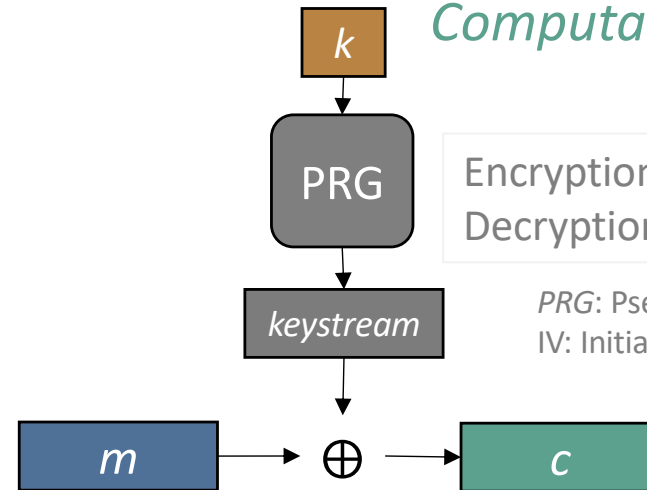 k
Computa
PRG
Encryption
Decryption
keystream
PRG: Pse
IV: Initia
m
⊕
c